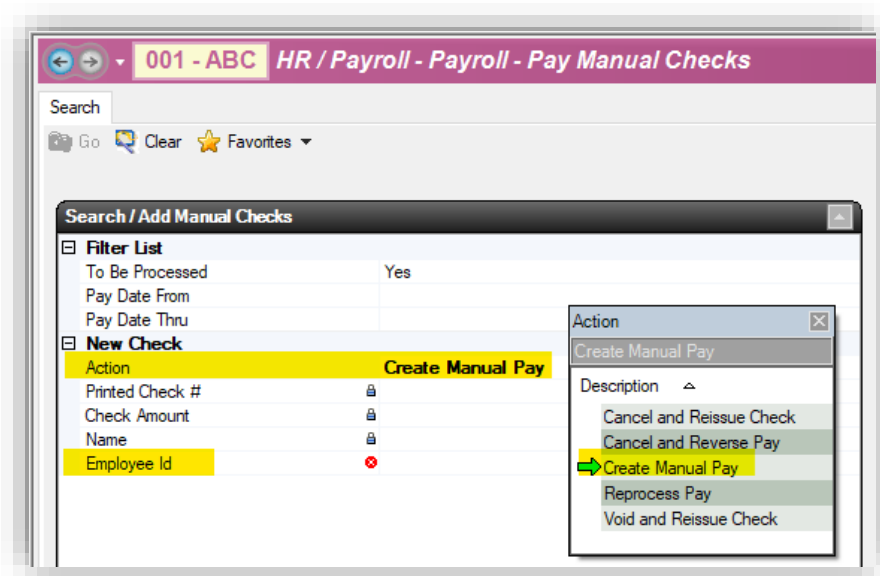 001 - ABC HR / Payroll - Payroll - Pay Manual Checks
Search
Go Clear Favorites
Search / Add Manual Checks
Filter List
To Be Processed Yes
Pay Date From
Pay Date Thru
New Check
Action Create Manual Pay
Printed Check #
Check Amount
Name
Employee Id
Action
Create Manual Pay
Description
Cancel and Reissue Check
Cancel and Reverse Pay
Create Manual Pay
Reprocess Pay
Void and Reissue Check